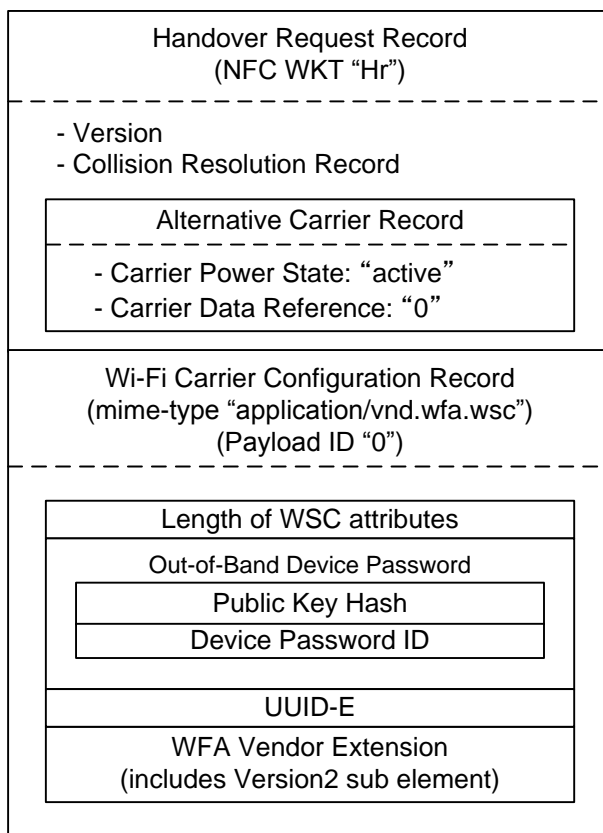 Handover Request Record
(NFC WKT “Hr”)
- Version
- Collision Resolution Record
Alternative Carrier Record
- Carrier Power State: “active”
- Carrier Data Reference: “0”
Wi-Fi Carrier Configuration Record
(mime-type “application/vnd.wfa.wsc”)
(Payload ID “0”)
Length of WSC attributes
Out-of-Band Device Password
Public Key Hash
Device Password ID
UUID-E
WFA Vendor Extension
(includes Version2 sub element)